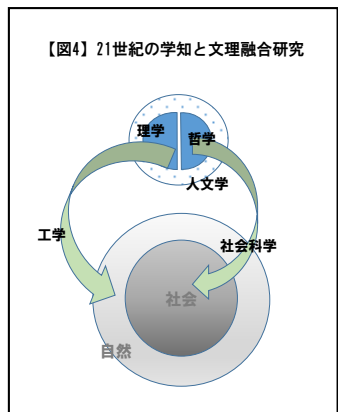 【図4】21世紀の学知と文理融合研究
理学
哲学
人文学
工学
社会科学
社会
自然